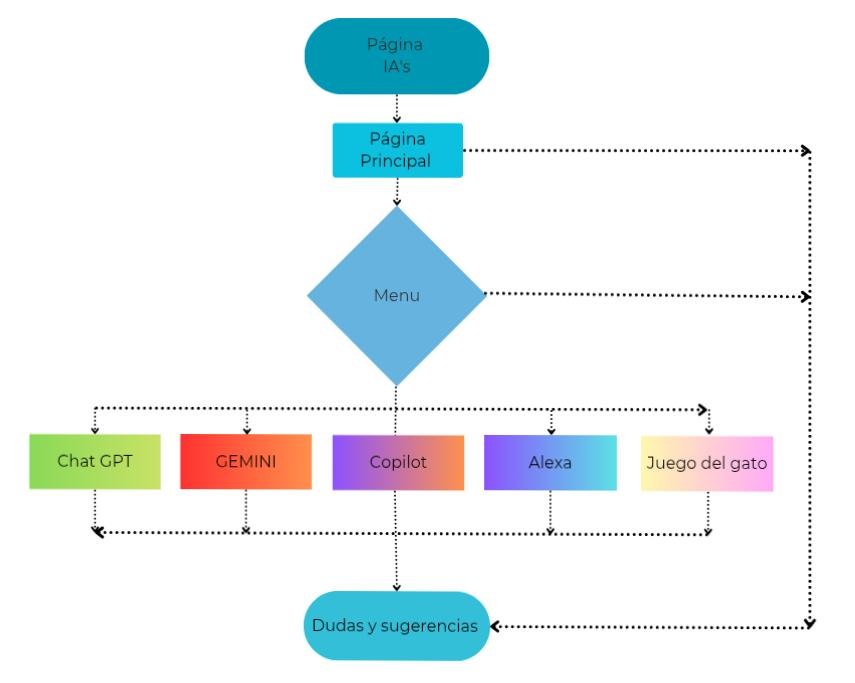 Página
IA's
Página
Principal
Menu
Chat GPT
GEMINI
Copilot
Alexa
Juego del gato
Dudas y sugerencias